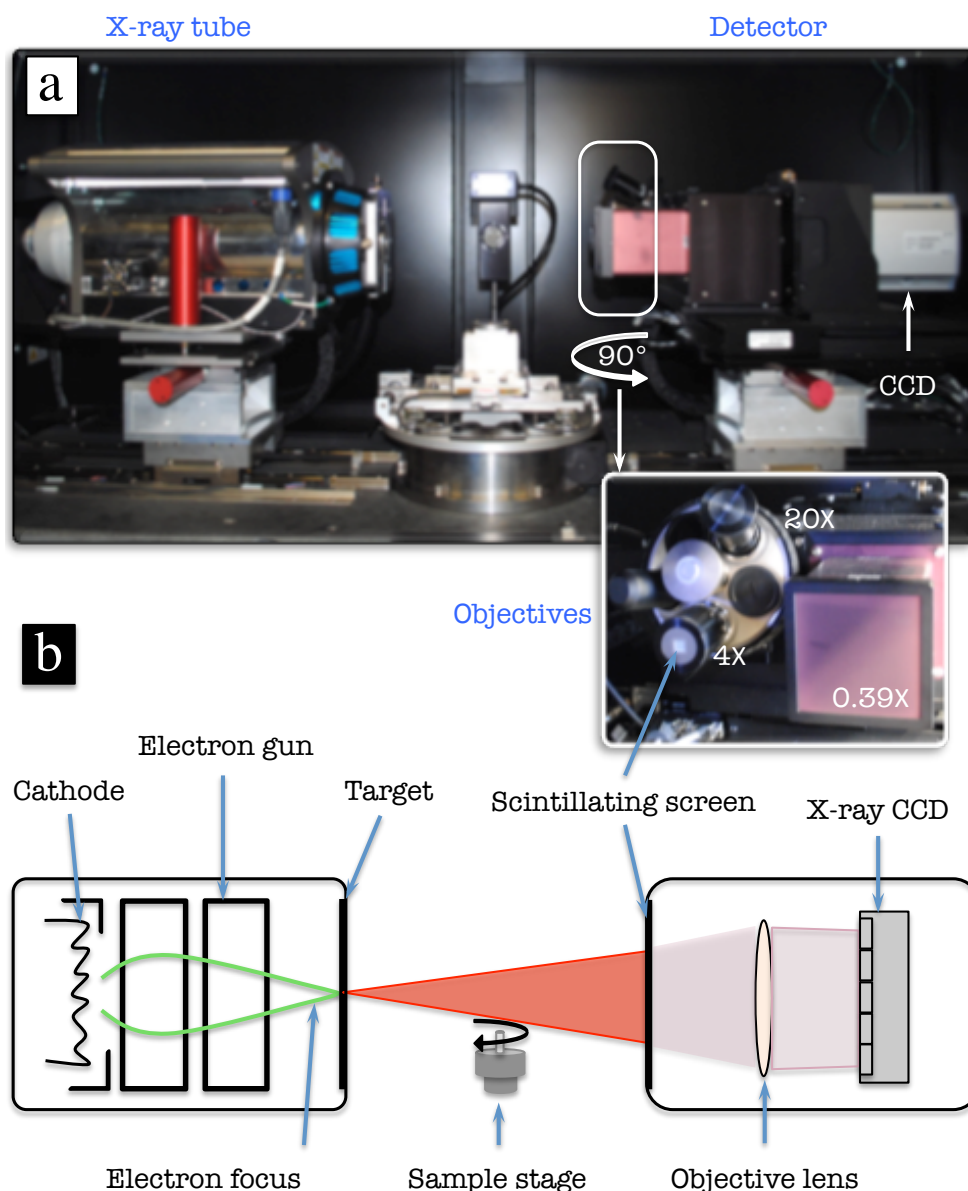 X-ray tube
Detector
a
90°
CCD
20X
Objectives
4X
0.39X
b
Electron gun
Cathode
Target
Scintillating screen
X-ray CCD
Electron focus
Sample stage
Objective lens